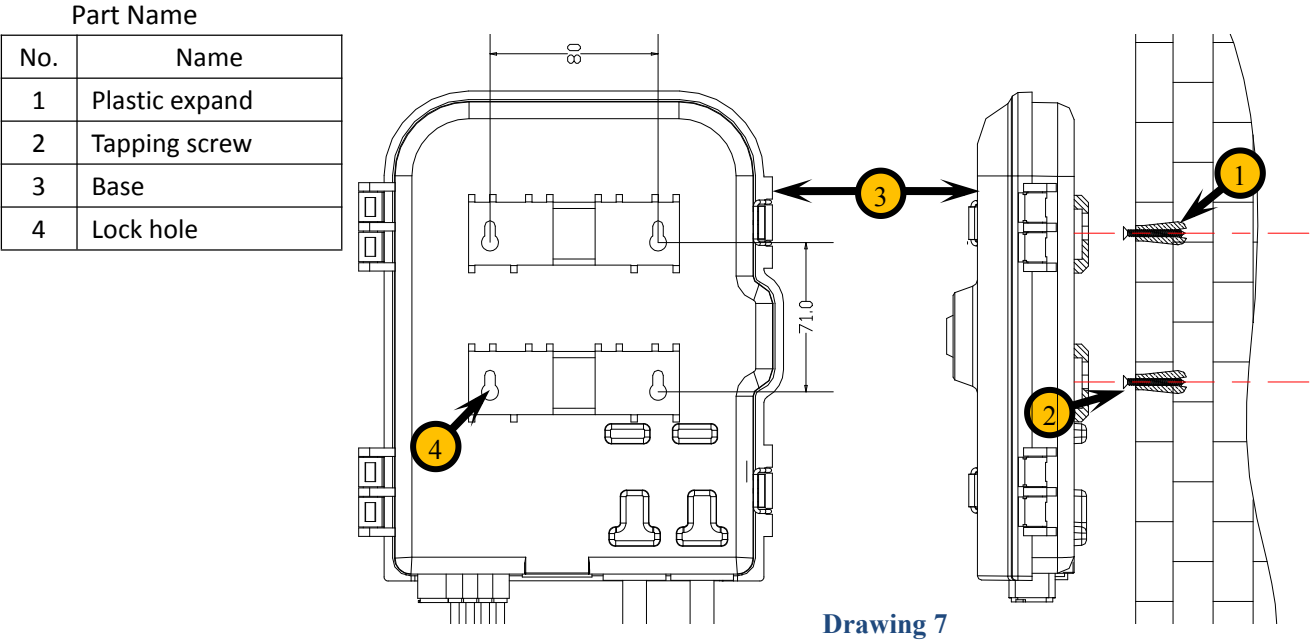 Part Name
No. Name
1 Plastic expand
2 Tapping screw
3 Base
4 Lock hole
80
71.0
3
1
2
4
Drawing 7